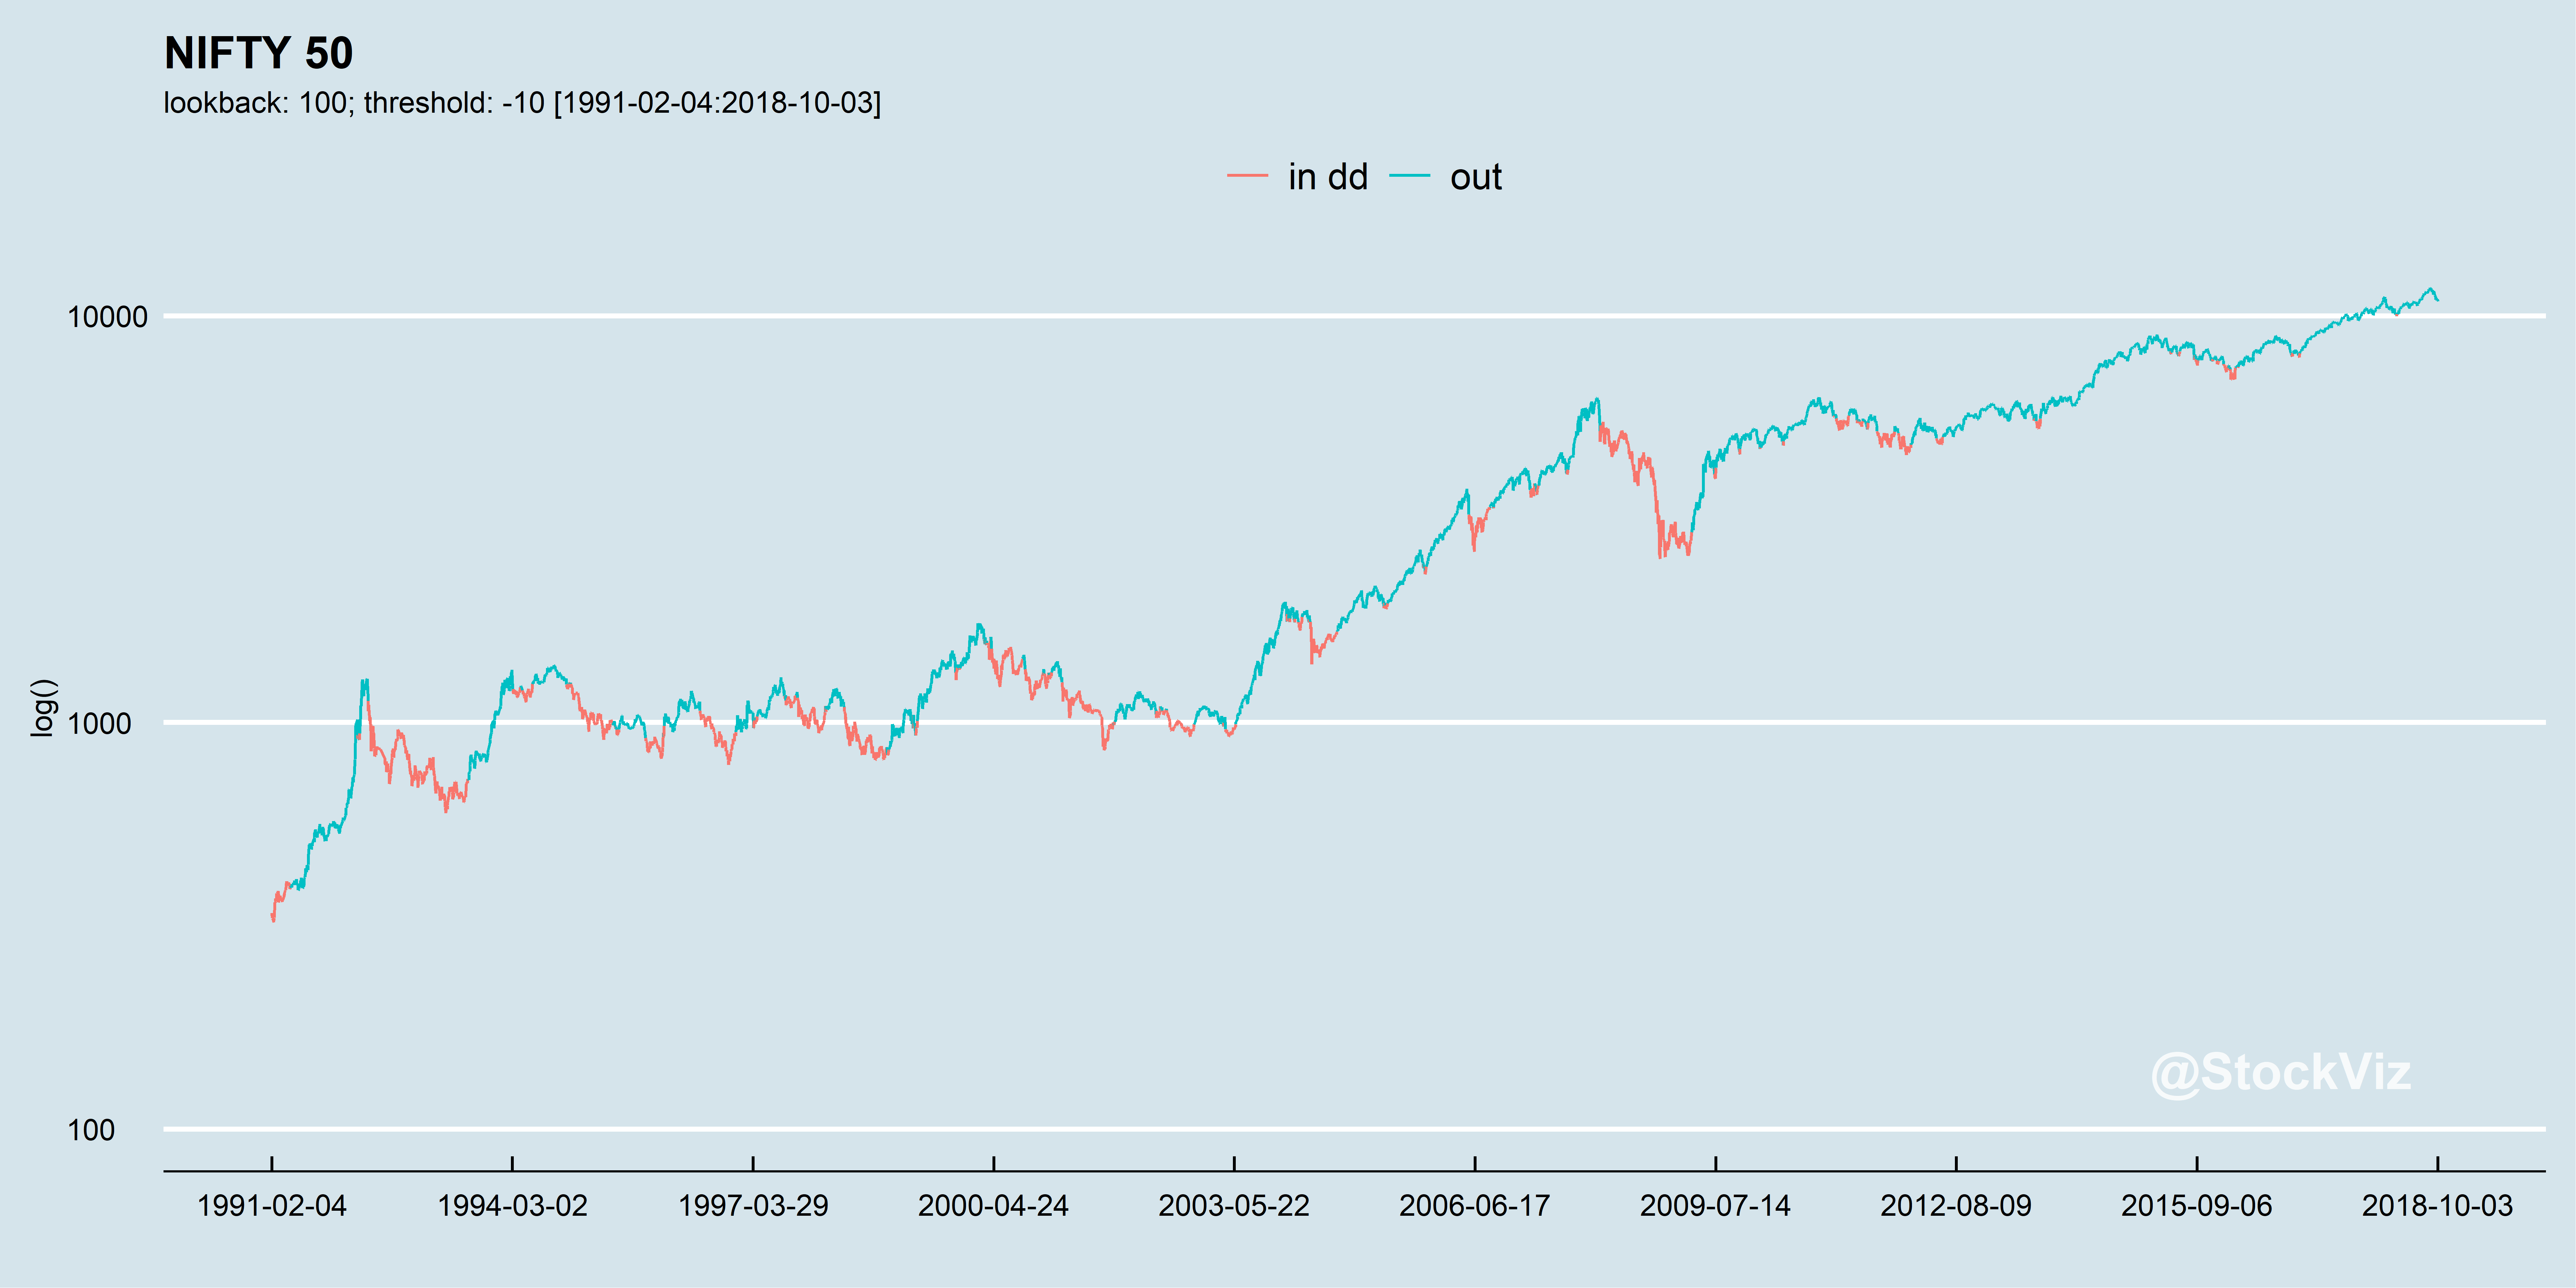 NIFTY 50
lookback: 100; threshold: -10 [1991-02-04:2018-10-03]
in dd out
10000
log()
1000
@StockViz
100
1991-02-04 1994-03-02 1997-03-29 2000-04-24 2003-05-22 2006-06-17 2009-07-14 2012-08-09 2015-09-06 2018-10-03